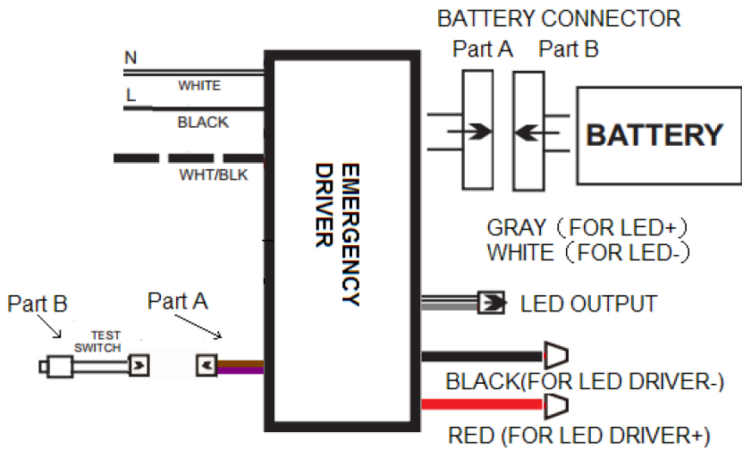 BATTERY CONNECTOR
Part A
Part B
N
WHITE
L
BLACK
WHT/BLK
EMERGENCY
DRIVER
BATTERY
GRAY（FOR LED+）
WHITE（FOR LED-）
LED OUTPUT
Part B
Part A
TEST
SWITCH
BLACK(FOR LED DRIVER-)
RED (FOR LED DRIVER+)